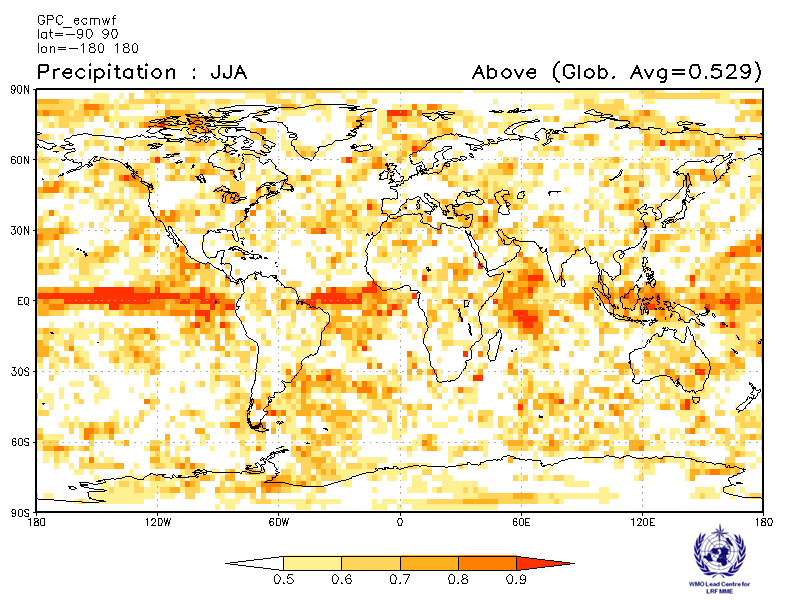 GPC_ecmwf
lat=-90 90
lon=-180 180
Precipitation : JJA
Above (Glob. Avg=0.529)
90N
60N
30N
EQ
30S
60S
90S
180 120W 60W 0 60E 120E 180
0.5 0.6 0.7 0.8 0.9
WMO Lead Centre for
LRF MME